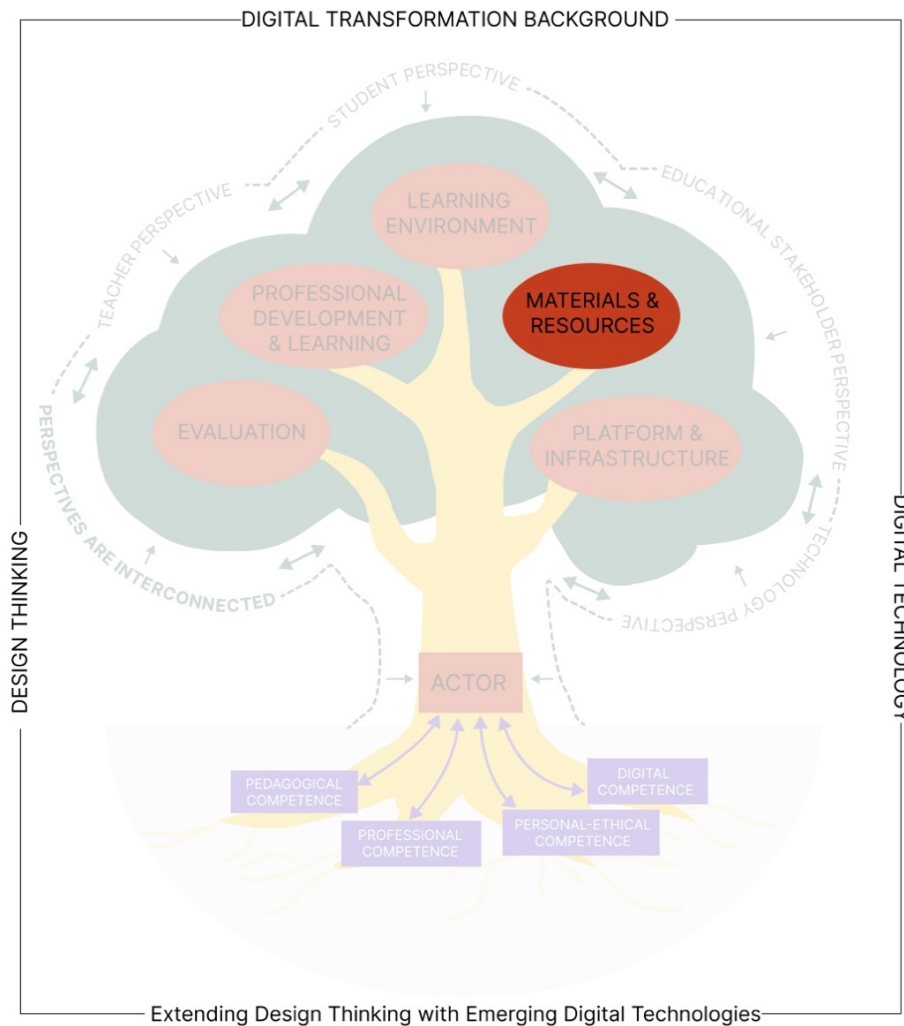 DIGITAL TRANSFORMATION BACKGROUND
STUDENT PERSPECTIVE
TEACHER PERSPECTIVE
EDUCATIONAL STAKEHOLDER PERSPECTIVE
LEARNING
ENVIRONMENT
PROFESSIONAL
DEVELOPMENT
& LEARNING
MATERIALS &
RESOURCES
EVALUATION
PLATFORM &
INFRASTRUCTURE
PERSPECTIVES ARE INTERCONNECTED
TECHNOLOGY PERSPECTIVE
DESIGN THINKING
DIGITAL TECHNOLOGY
ACTOR
PEDAGOGICAL
COMPETENCE
PROFESSIONAL
COMPETENCE
PERSONAL-ETHICAL
COMPETENCE
DIGITAL
COMPETENCE
Extending Design Thinking with Emerging Digital Technologies